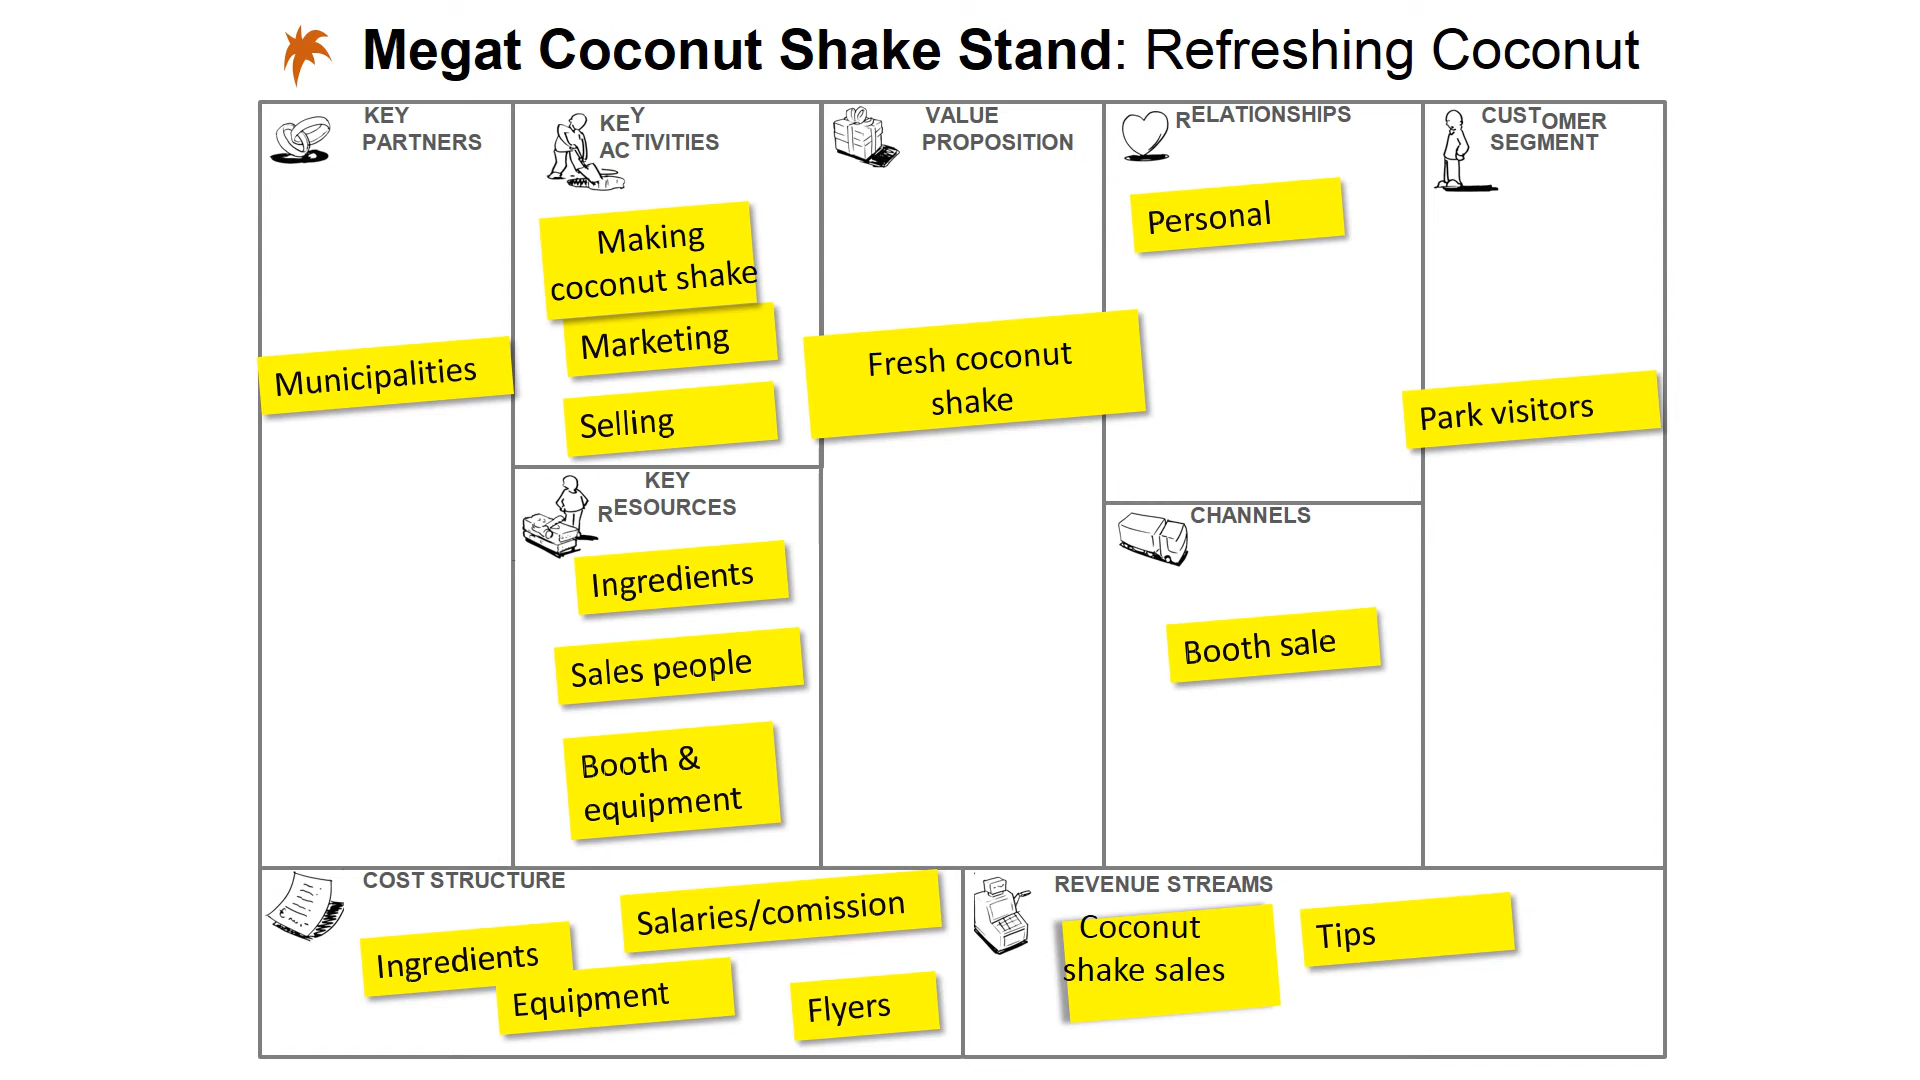 Megat Coconut Shake Stand: Refreshing Coconut
KEY
PARTNERS
Municipalities
KEY
ACTIVITIES
Making
coconut shake
Marketing
Selling
KEY
RESOURCES
Ingredients
Sales people
Booth &
equipment
VALUE
PROPOSITION
Fresh coconut
shake
RELATIONSHIPS
Personal
CHANNELS
Booth sale
CUSTOMER
SEGMENT
Park visitors
COST STRUCTURE
Salaries/comission
Ingredients
Equipment
Flyers
REVENUE STREAMS
Coconut
shake sales
Tips